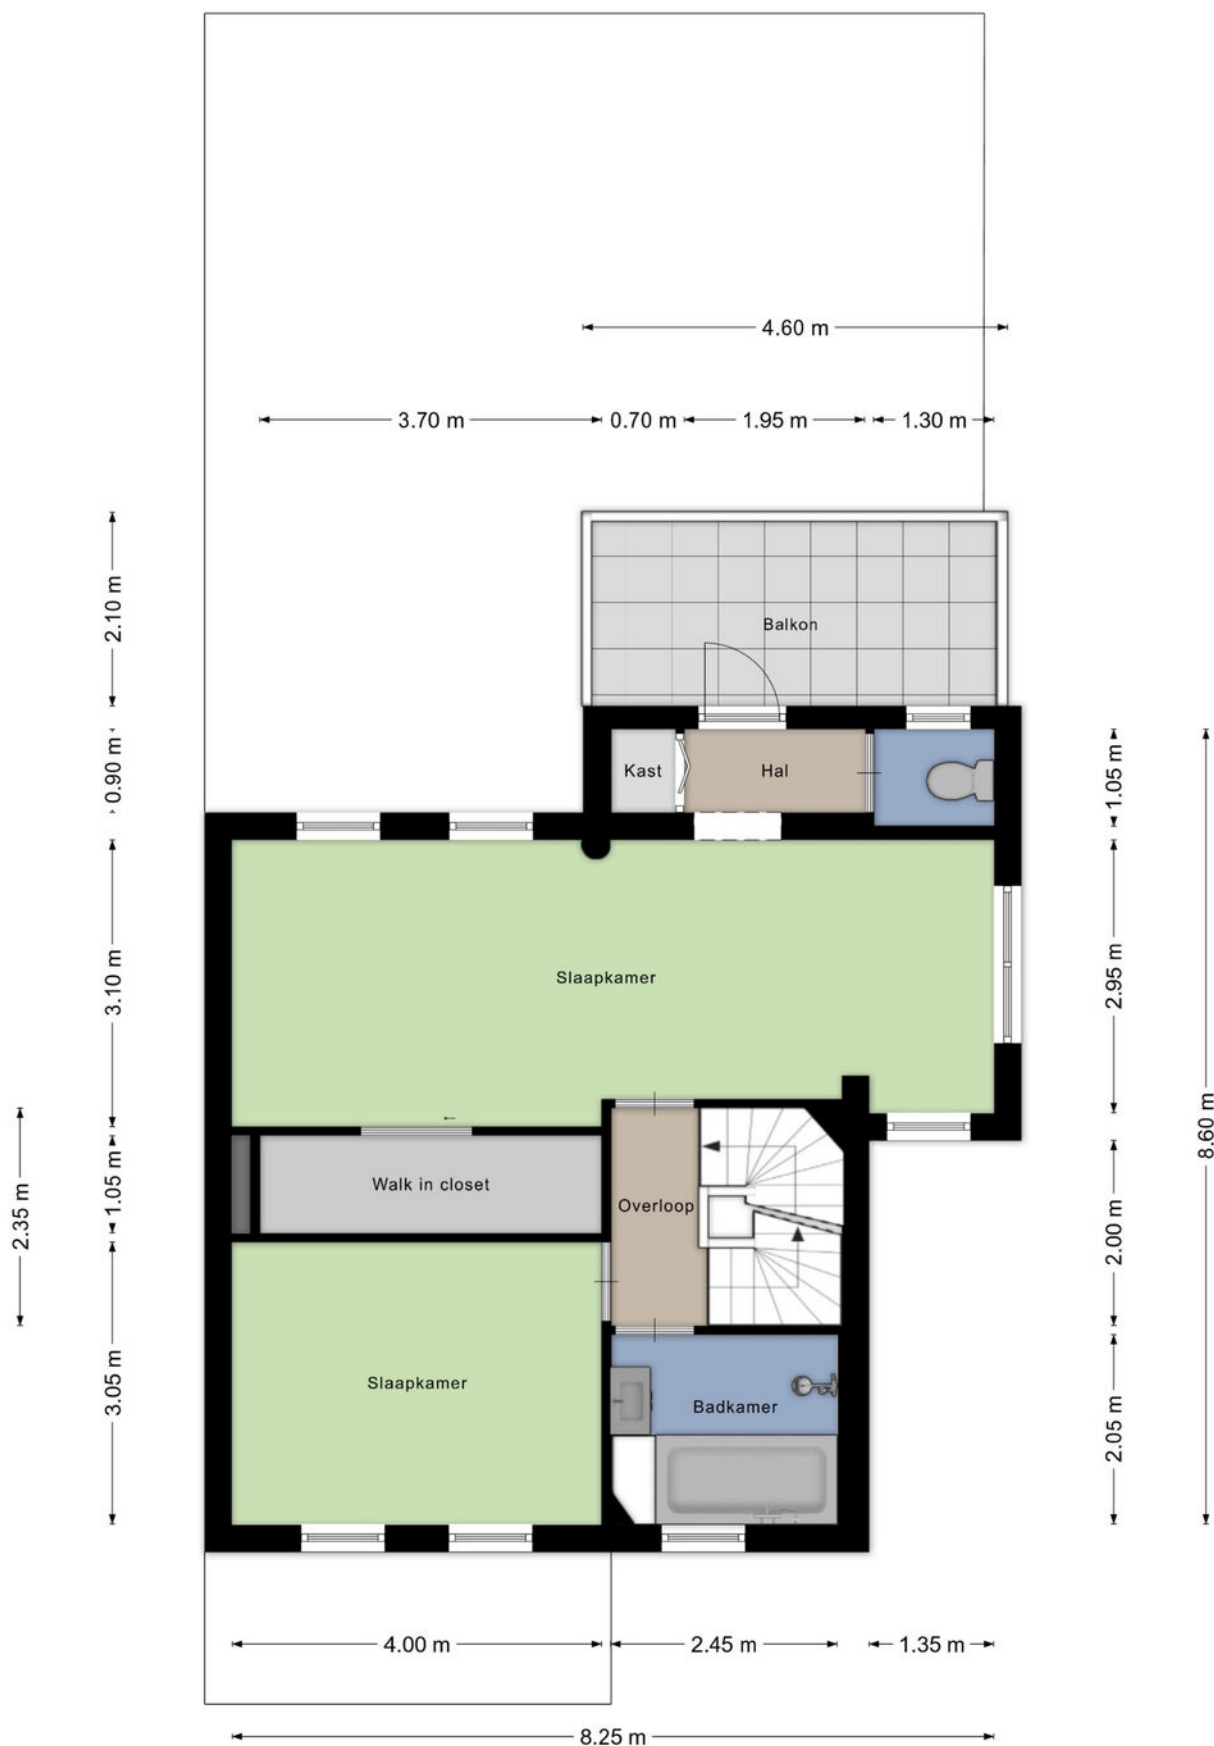 4.60 m
3.70 m
0.70 m
1.95 m
1.30 m
2.10 m
Balkon
0.90 m
Kast
Hal
1.05 m
3.10 m
Slaapkamer
2.95 m
8.60 m
2.35 m
1.05 m
Walk in closet
Overloop
2.00 m
3.05 m
Slaapkamer
Badkamer
2.05 m
4.00 m
2.45 m
1.35 m
8.25 m